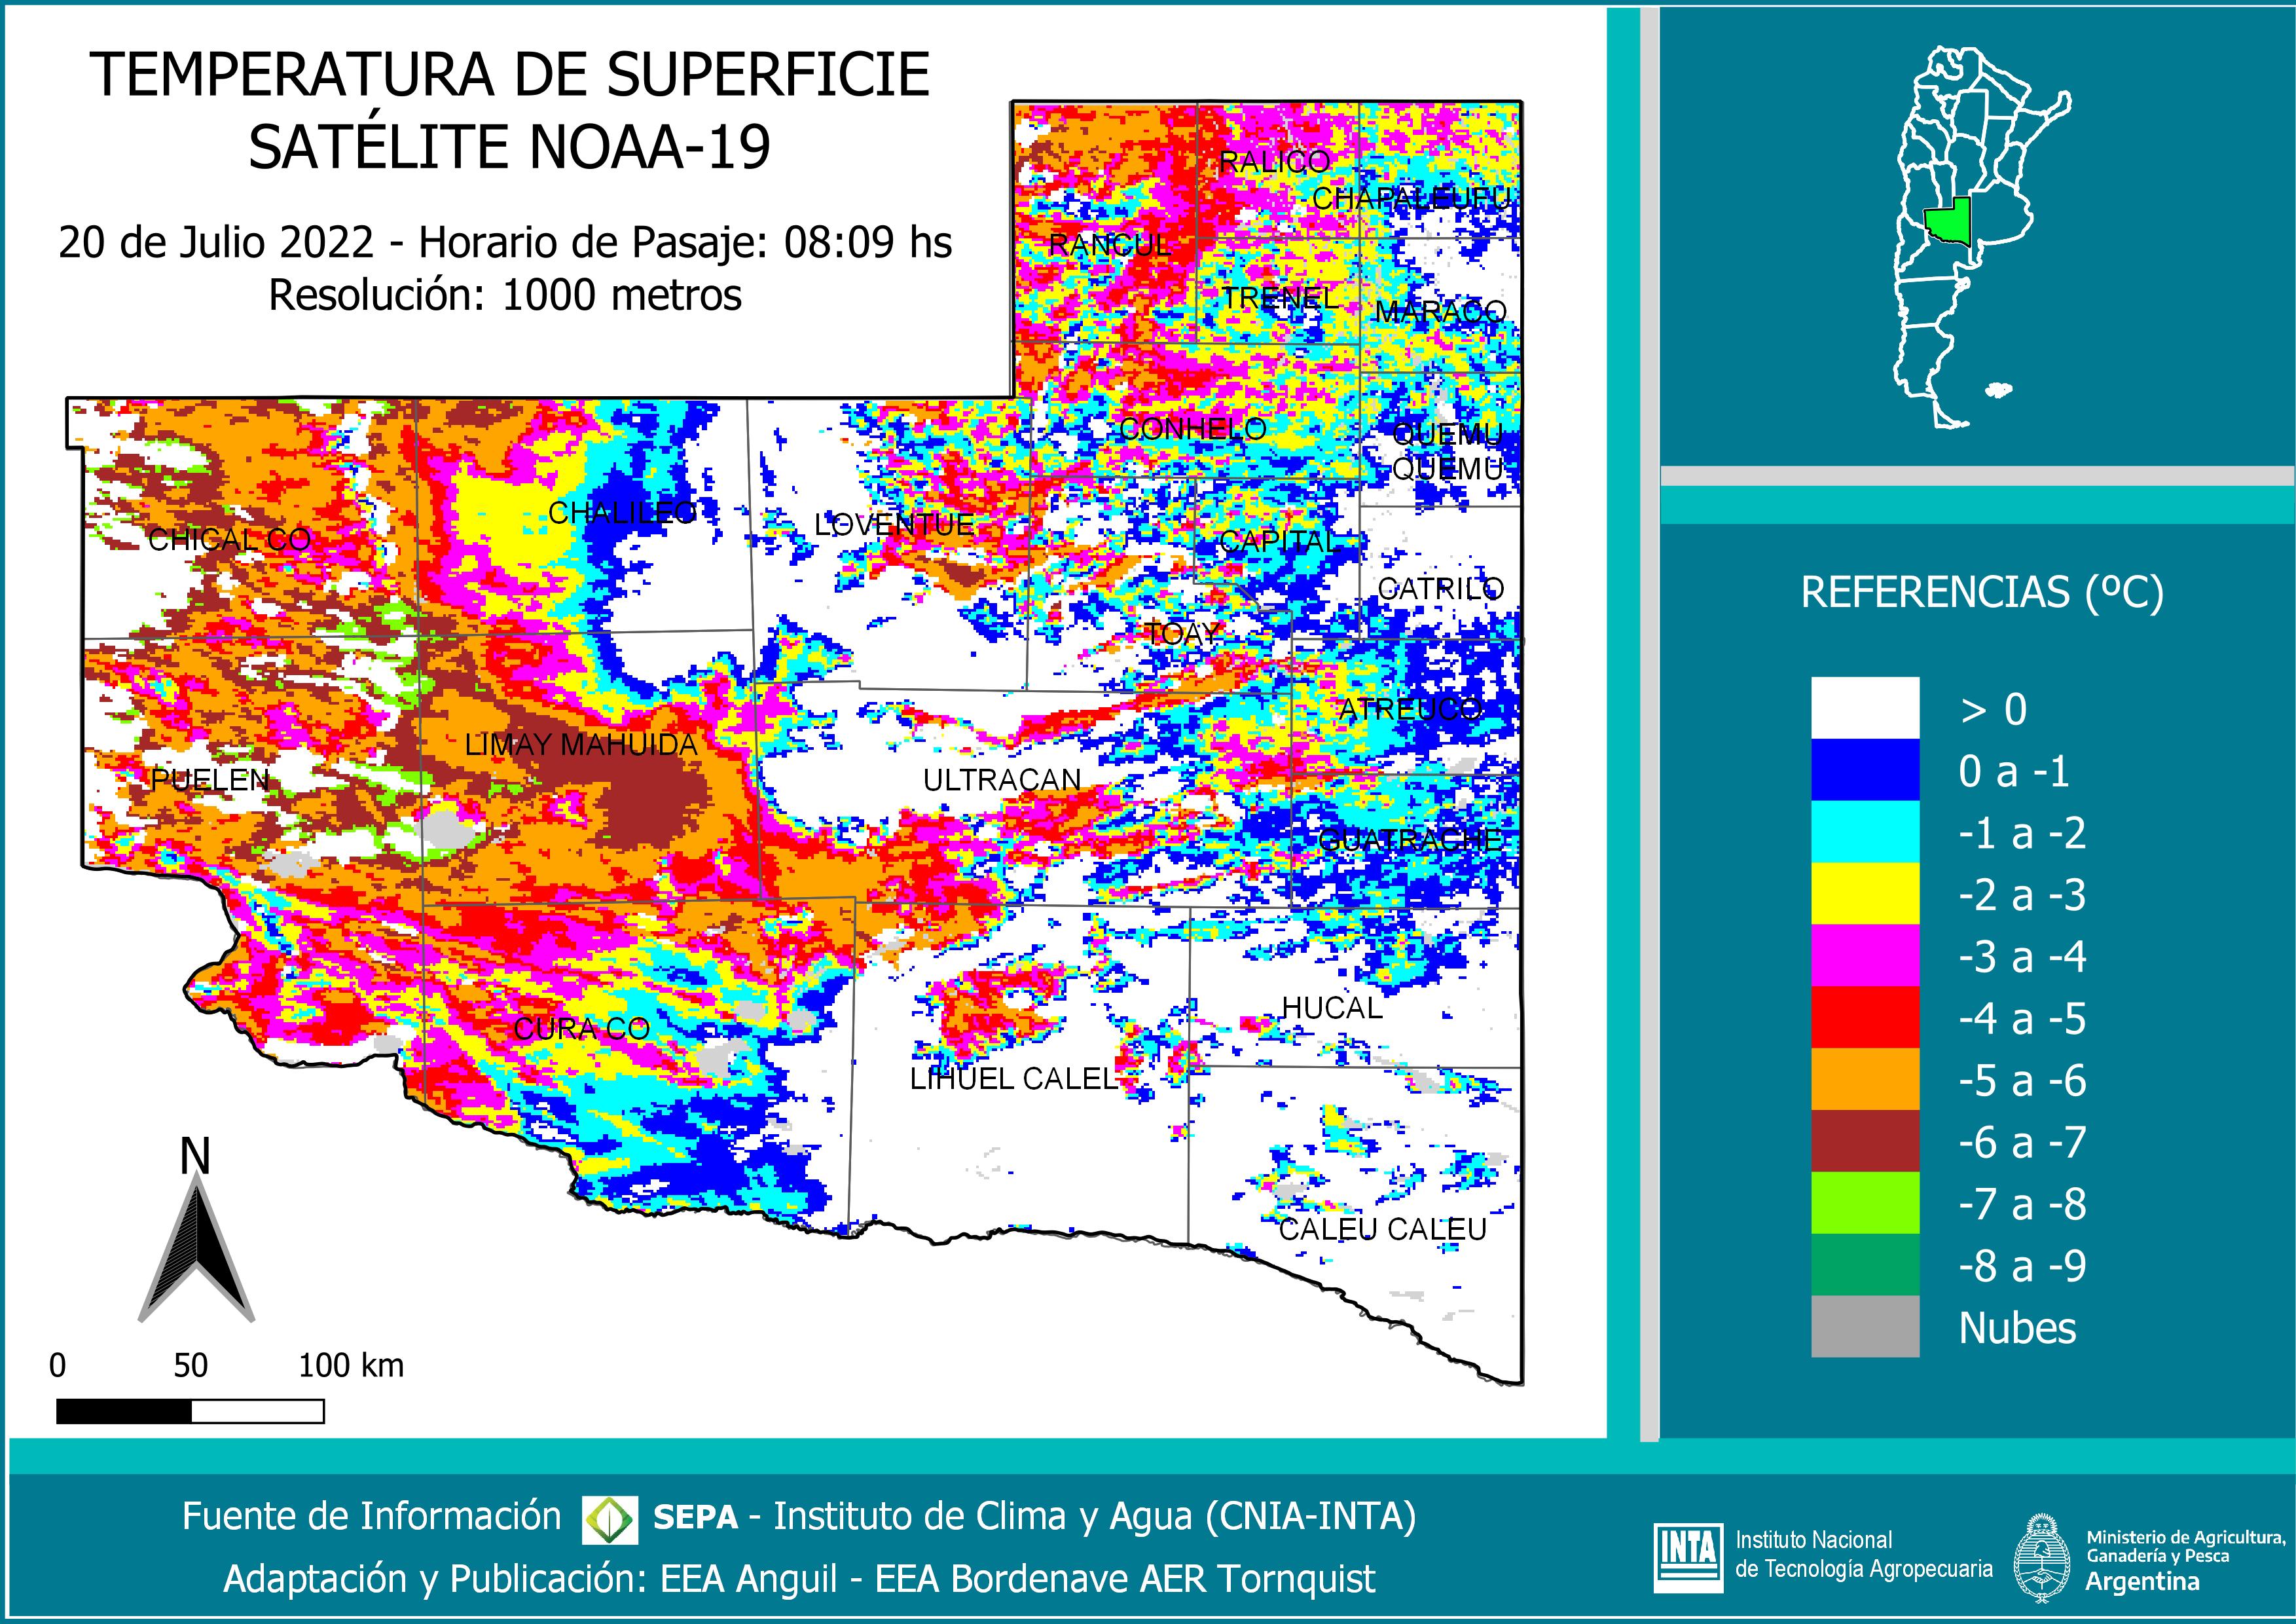 TEMPERATURA DE SUPERFICIE
SATÉLITE NOAA-19
20 de Julio 2022 - Horario de Pasaje: 08:09 hs
Resolución: 1000 metros
RALICO
CHAPALEUFU
RANCUL
TRENEL
MARACO
CONHELO
QUEMU
QUEMU
CHALILEO
LOVENTUE
CHICAL CO
CAPITAL
CATRILO
TOAY
ATREUCO
LIMAY MAHUIDA
PUELEN
ULTRACAN
GUATRACHE
HUCAL
CURA CO
LIHUEL CALEL
CALEU CALEU
N
0 50 100 km
REFERENCIAS (ºC)
> 0
0 a -1
-1 a -2
-2 a -3
-3 a -4
-4 a -5
-5 a -6
-6 a -7
-7 a -8
-8 a -9
Nubes
Fuente de Información SEPA - Instituto de Clima y Agua (CNIA-INTA)
Adaptación y Publicación: EEA Anguil - EEA Bordenave AER Tornquist
INTA
Instituto Nacional
de Tecnología Agropecuaria
Ministerio de Agricultura,
Ganadería y Pesca
Argentina